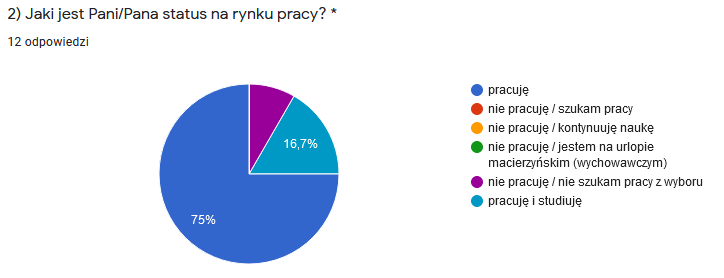 2) Jaki jest Pani/Pana status na rynku pracy? *
12 odpowiedzi
pracuję
nie pracuję / szukam pracy
nie pracuję / kontynuuję naukę
nie pracuję / jestem na urlopie
macierzyńskim (wychowawczym)
nie pracuję / nie szukam pracy z wyboru
pracuję i studiuję
16,7%
75%